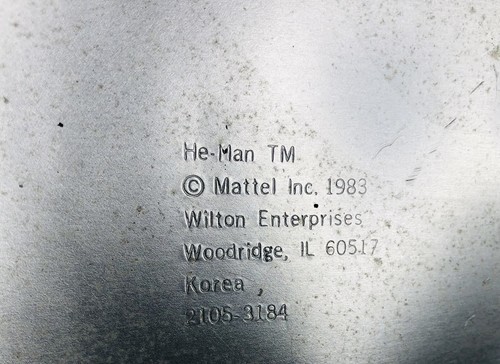 He-Man TM
© Mattel Inc. 1983
Wilton Enterprises
Woodridge, IL 60517
Korea ,
2105-3184